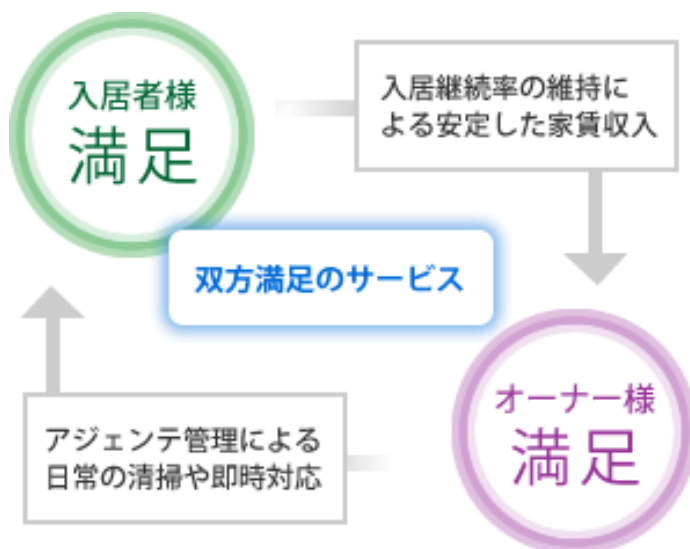 入居者様
満足
入居継続率の維持に
よる安定した家賃収入
双方満足のサービス
オーナー様
満足
アジェンテ管理による
日常の清掃や即時対応